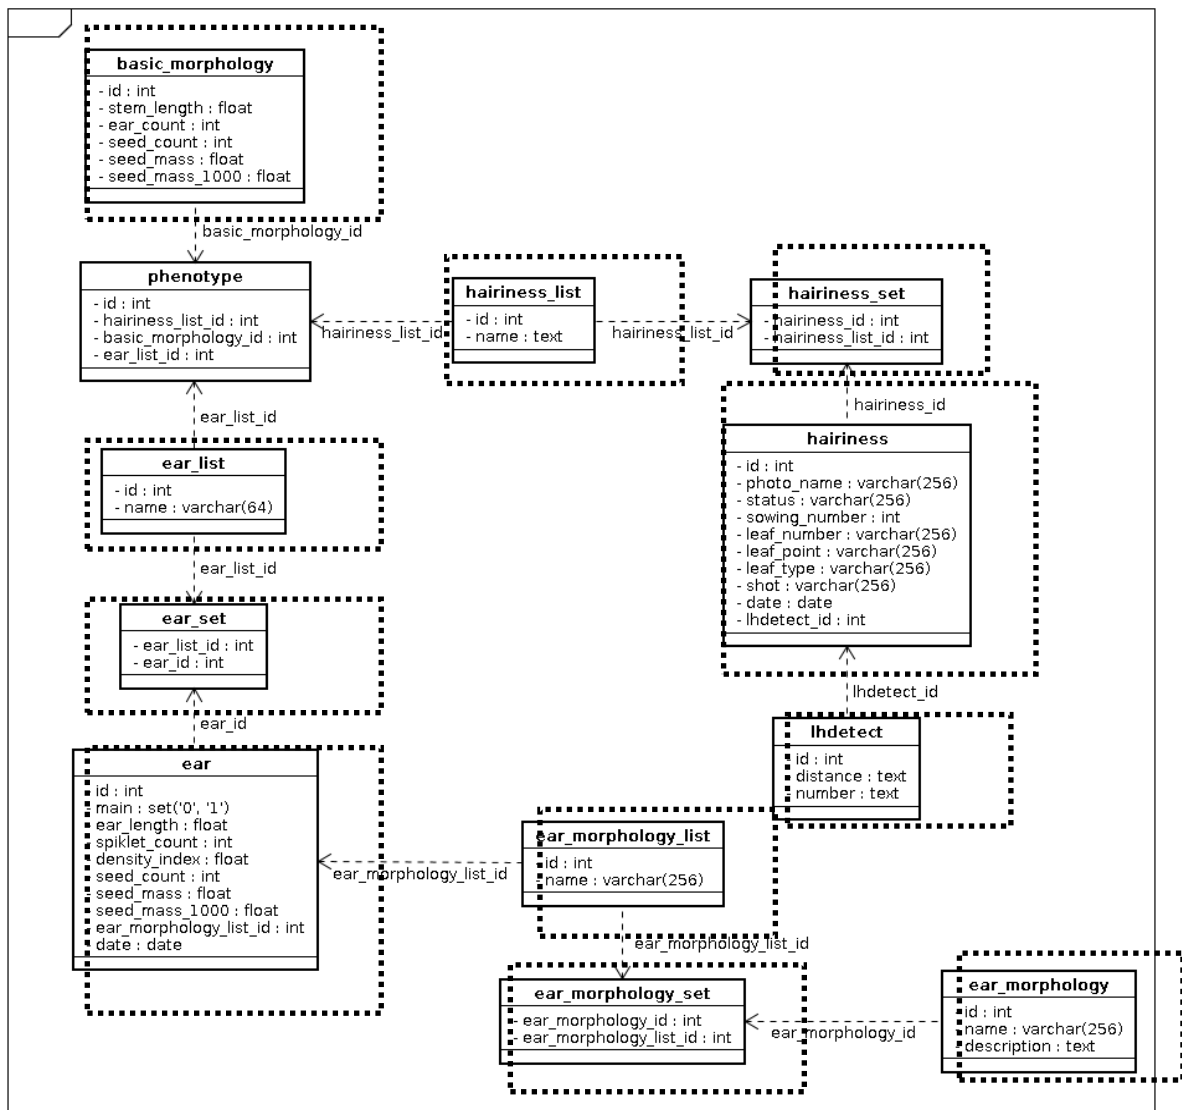 basic_morphology
- id : int
- stem_length : float
- ear_count : int
- seed_count : int
- seed_mass : float
- seed_mass_1000 : float
basic_morphology_id
phenotype
- id : int
- hairiness_list_id : int
- basic_morphology_id : int
- ear_list_id : int
hairiness_list_id
hairiness_list
- id : int
- name : text
hairiness_list_id
hairiness_set
- hairiness_id : int
- hairiness_list_id : int
hairiness_id
hairiness
- id : int
- photo_name : varchar(256)
- status : varchar(256)
- sowing_number : int
- leaf_number : varchar(256)
- leaf_point : varchar(256)
- leaf_type : varchar(256)
- shot : varchar(256)
- date : date
- lhdetect_id : int
lhdetect_id
lhdetect
- id : int
- distance : text
- number : text
ear_list_id
ear_list
- id : int
- name : varchar(64)
ear_list_id
ear_set
- ear_list_id : int
- ear_id : int
ear_id
ear
- id : int
- main : set('0', '1')
- ear_length : float
- spiklet_count : int
- density_index : float
- seed_count : int
- seed_mass : float
- seed_mass_1000 : float
- ear_morphology_list_id : int
- date : date
ear_morphology_list_id
ear_morphology_list
- id : int
- name : varchar(256)
ear_morphology_list_id
ear_morphology_set
- ear_morphology_id : int
- ear_morphology_list_id : int
ear_morphology_id
ear_morphology
- id : int
- name : varchar(256)
- description : text